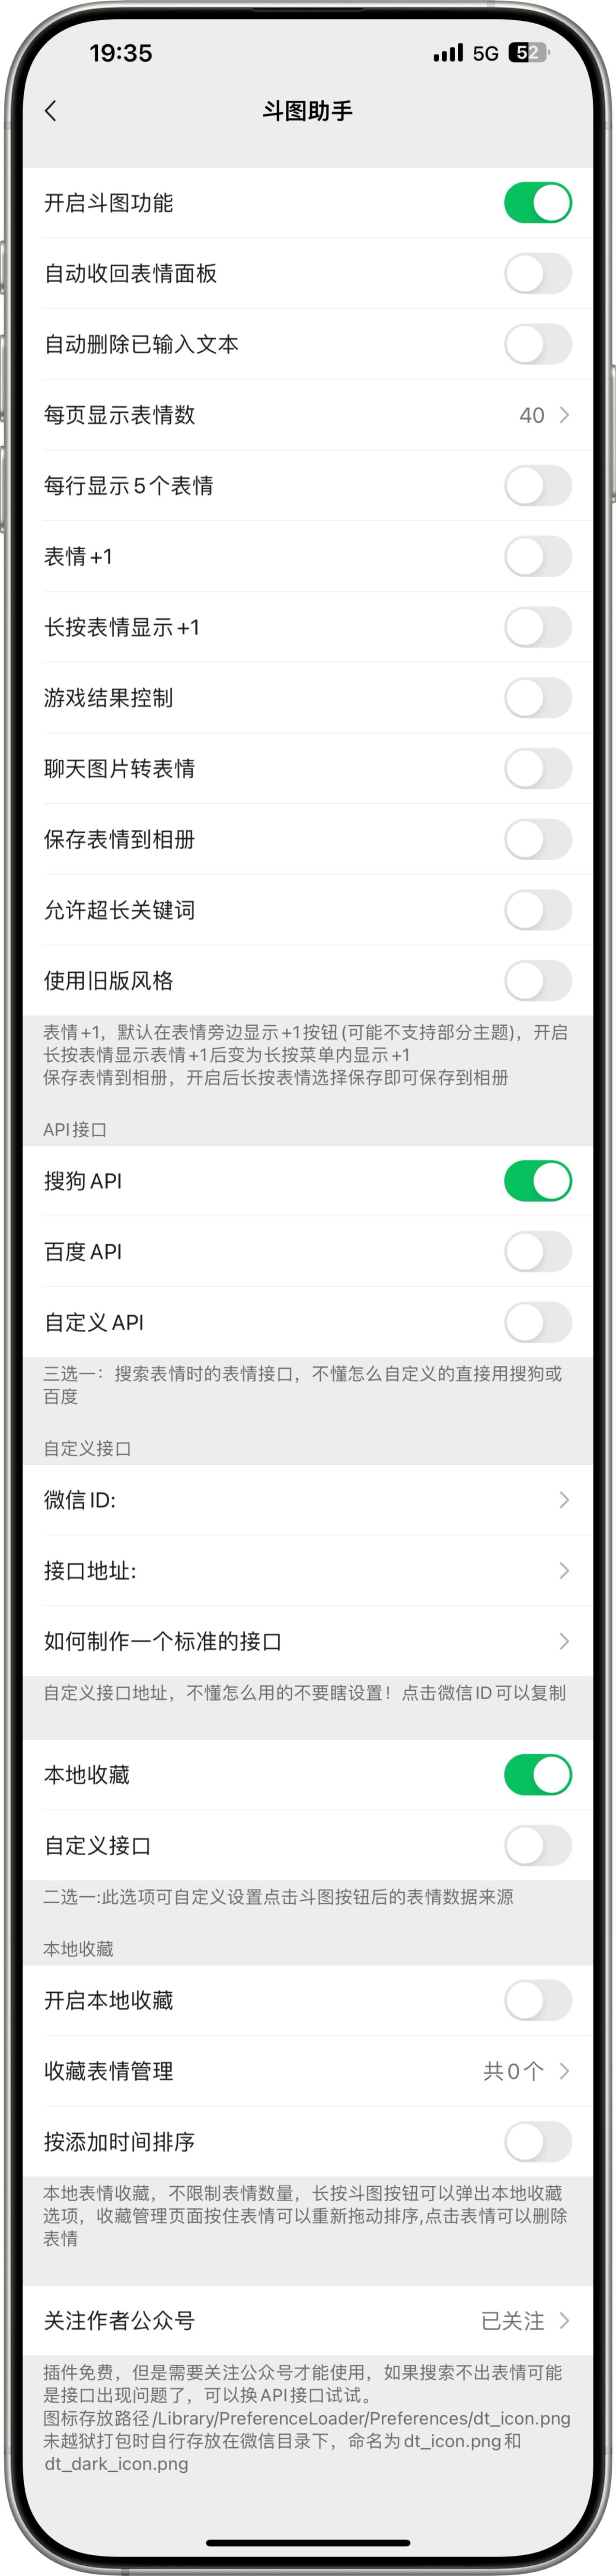 19:35
5G 52
斗图助手
开启斗图功能
自动收回表情面板
自动删除已输入文本
每页显示表情数 40
每行显示5个表情
表情+1
长按表情显示+1
游戏结果控制
聊天图片转表情
保存表情到相册
允许超长关键词
使用旧版风格
表情+1，默认在表情旁边显示+1按钮(可能不支持部分主题)，开启
长按表情显示表情+1后变为长按菜单内显示+1
保存表情到相册，开启后长按表情选择保存即可保存到相册
API接口
搜狗API
百度API
自定义API
三选一：搜索表情时的表情接口，不懂怎么自定义的直接用搜狗或
百度
自定义接口
微信ID:
接口地址:
如何制作一个标准的接口
自定义接口地址，不懂怎么用的不要瞎设置！点击微信ID可以复制
本地收藏
自定义接口
二选一:此选项可自定义设置点击斗图按钮后的表情数据来源
本地收藏
开启本地收藏
收藏表情管理 共0个
按添加时间排序
本地表情收藏，不限制表情数量，长按斗图按钮可以弹出本地收藏
选项，收藏管理页面按住表情可以重新拖动排序,点击表情可以删除
表情
关注作者公众号 已关注
插件免费，但是需要关注公众号才能使用，如果搜索不出表情可能
是接口出现问题了，可以换API接口试试。
图标存放路径/Library/PreferenceLoader/Preferences/dt_icon.png
未越狱打包时自行存放在微信目录下，命名为dt_icon.png和
dt_dark_icon.png